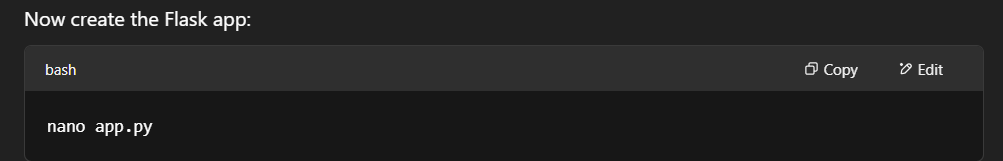 Now create the Flask app:
bash Copy Edit
nano app.py